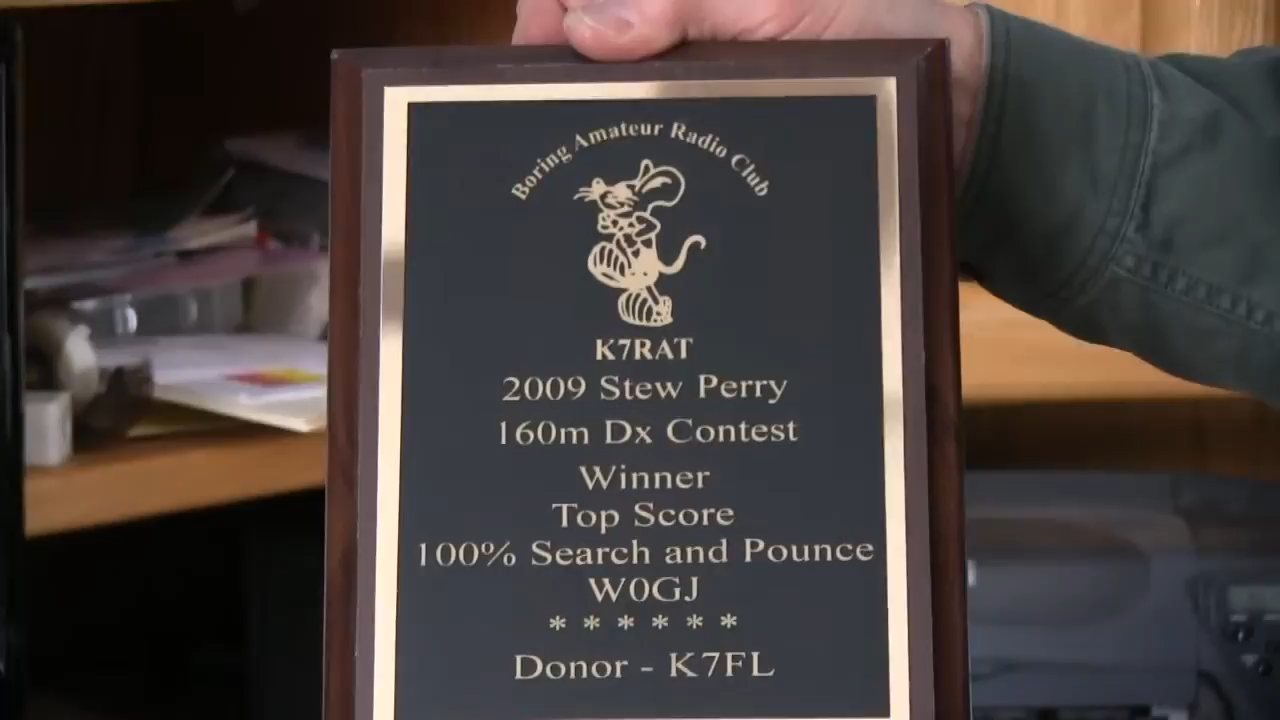 Boring Amateur Radio Club
K7RAT
2009 Stew Perry
160m Dx Contest
Winner
Top Score
100% Search and Pounce
W0GJ
* * * * * *
Donor - K7FL